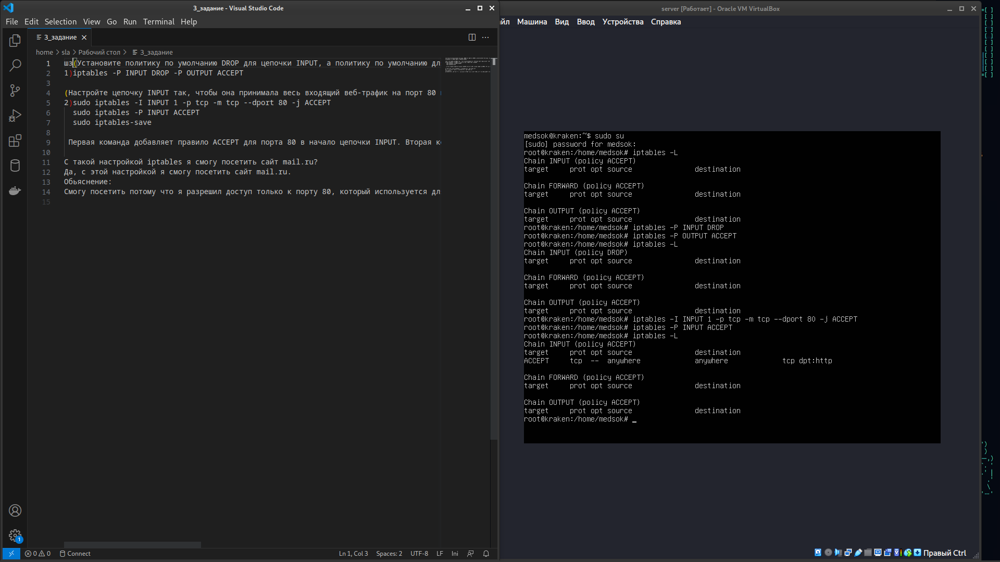 3_задание - Visual Studio Code
File Edit Selection View Go Run Terminal Help
3_задание
home > sla > Рабочий стол > 3_задание
1 шз(Установите политику по умолчанию DROP для цепочки INPUT, а политику по умолчанию дл
2 1)iptables -P INPUT DROP -P OUTPUT ACCEPT
3
4 (Настройте цепочку INPUT так, чтобы она принимала весь входящий веб-трафик на порт 80
5 2)sudo iptables -I INPUT 1 -p tcp -m tcp --dport 80 -j ACCEPT
6 sudo iptables -P INPUT ACCEPT
7 sudo iptables-save
8
9 Первая команда добавляет правило ACCEPT для порта 80 в начало цепочки INPUT. Вторая к
10
11 С такой настройкой iptables я смогу посетить сайт mail.ru?
12 Да, с этой настройкой я смогу посетить сайт mail.ru.
13 Обьяснение:
14 Смогу посетить потому что я разрешил доступ только к порту 80, который используется дл
15
1
0 0 Connect
Ln 1, Col 3 Spaces: 2 UTF-8 LF Ini
server [Работает] - Oracle VM VirtualBox
йл Машина Вид Ввод Устройства Справка
medsok@kraken:~$ sudo su
[sudo] password for medsok:
root@kraken:/home/medsok# iptables -L
Chain INPUT (policy ACCEPT)
target prot opt source destination
Chain FORWARD (policy ACCEPT)
target prot opt source destination
Chain OUTPUT (policy ACCEPT)
target prot opt source destination
root@kraken:/home/medsok# iptables -P INPUT DROP
root@kraken:/home/medsok# iptables -P OUTPUT ACCEPT
root@kraken:/home/medsok# iptables -L
Chain INPUT (policy DROP)
target prot opt source destination
Chain FORWARD (policy ACCEPT)
target prot opt source destination
Chain OUTPUT (policy ACCEPT)
target prot opt source destination
root@kraken:/home/medsok# iptables -I INPUT 1 -p tcp -m tcp --dport 80 -j ACCEPT
root@kraken:/home/medsok# iptables -P INPUT ACCEPT
root@kraken:/home/medsok# iptables -L
Chain INPUT (policy ACCEPT)
target prot opt source destination
ACCEPT tcp -- anywhere anywhere tcp dpt:http
Chain FORWARD (policy ACCEPT)
target prot opt source destination
Chain OUTPUT (policy ACCEPT)
target prot opt source destination
root@kraken:/home/medsok# _
Правый Ctrl